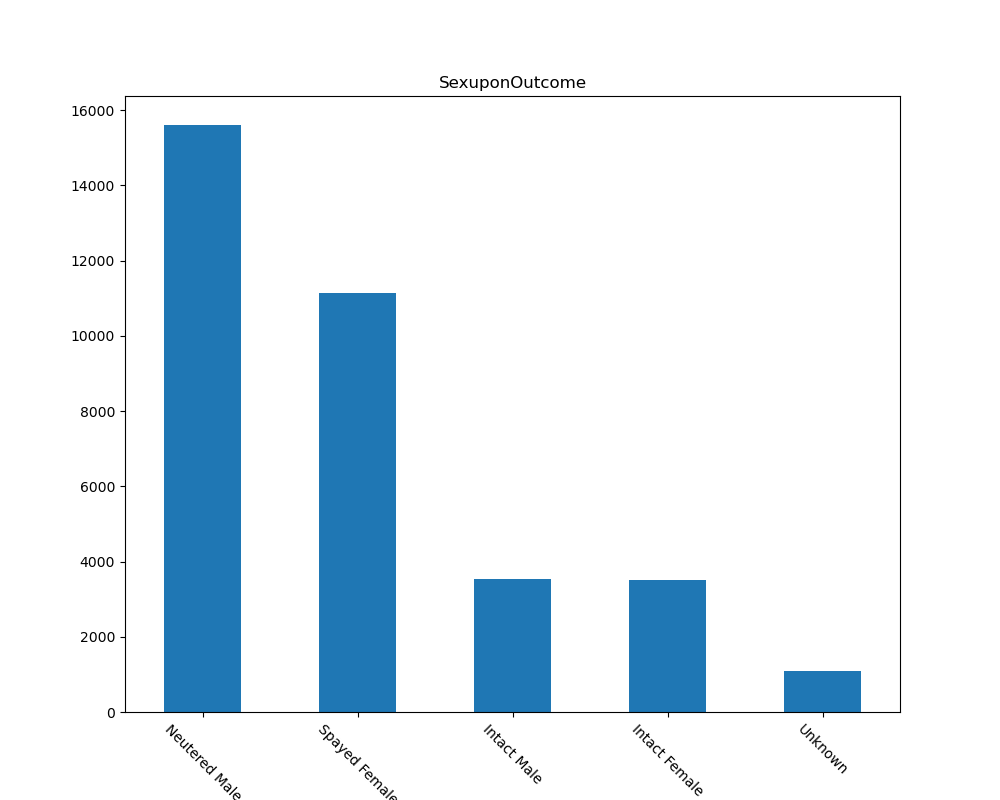 SexuponOutcome
16000
14000
12000
10000
8000
6000
4000
2000
0
Neutered Male
Spayed Female
Intact Male
Intact Female
Unknown